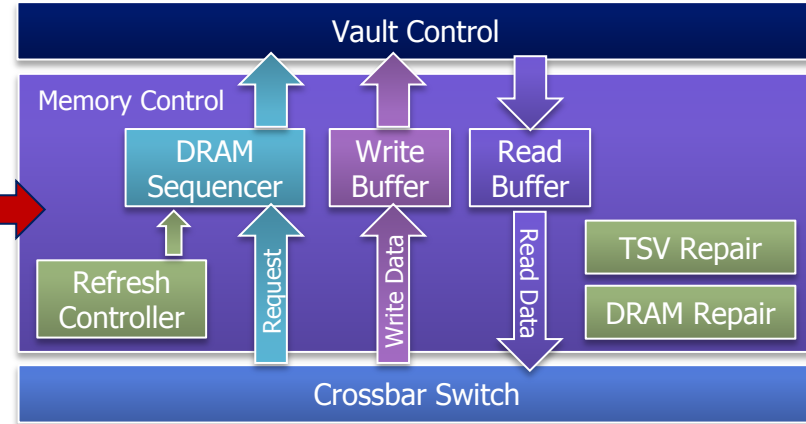 Vault Control
Memory Control
DRAM
Sequencer
Write
Buffer
Read
Buffer
Refresh
Controller
Request
Write Data
Read Data
TSV Repair
DRAM Repair
Crossbar Switch